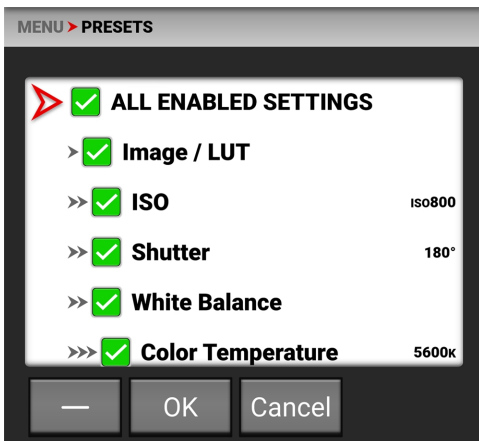 MENU > PRESETS
ALL ENABLED SETTINGS
Image / LUT
ISO ISO800
Shutter 180°
White Balance
Color Temperature 5600K
— OK Cancel